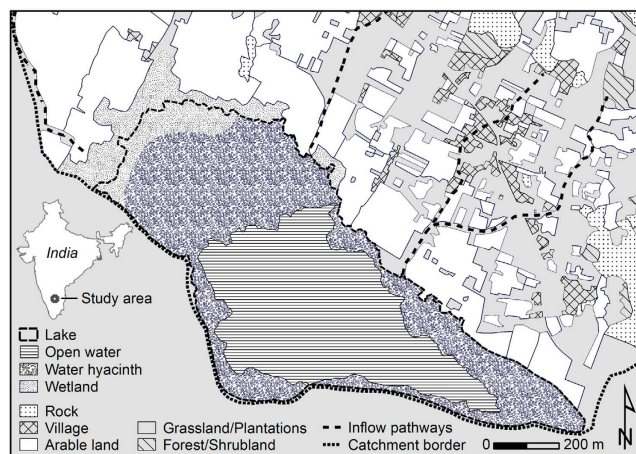 India
Study area
Lake
Open water
Water hyacinth
Wetland
Rock
Village
Arable land
Grassland/Plantations
Forest/Shrubland
Inflow pathways
Catchment border
0 200 m
N